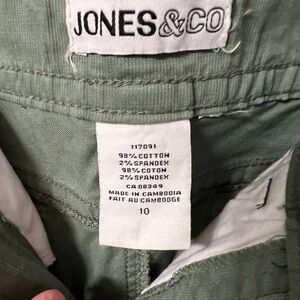 JONES&CO
117091
98% COTTON
2% SPANDEX
98% COTON
2% SPANDEX
CA 08349
MADE IN CAMBODIA
FAIT AU CAMBODGE
10